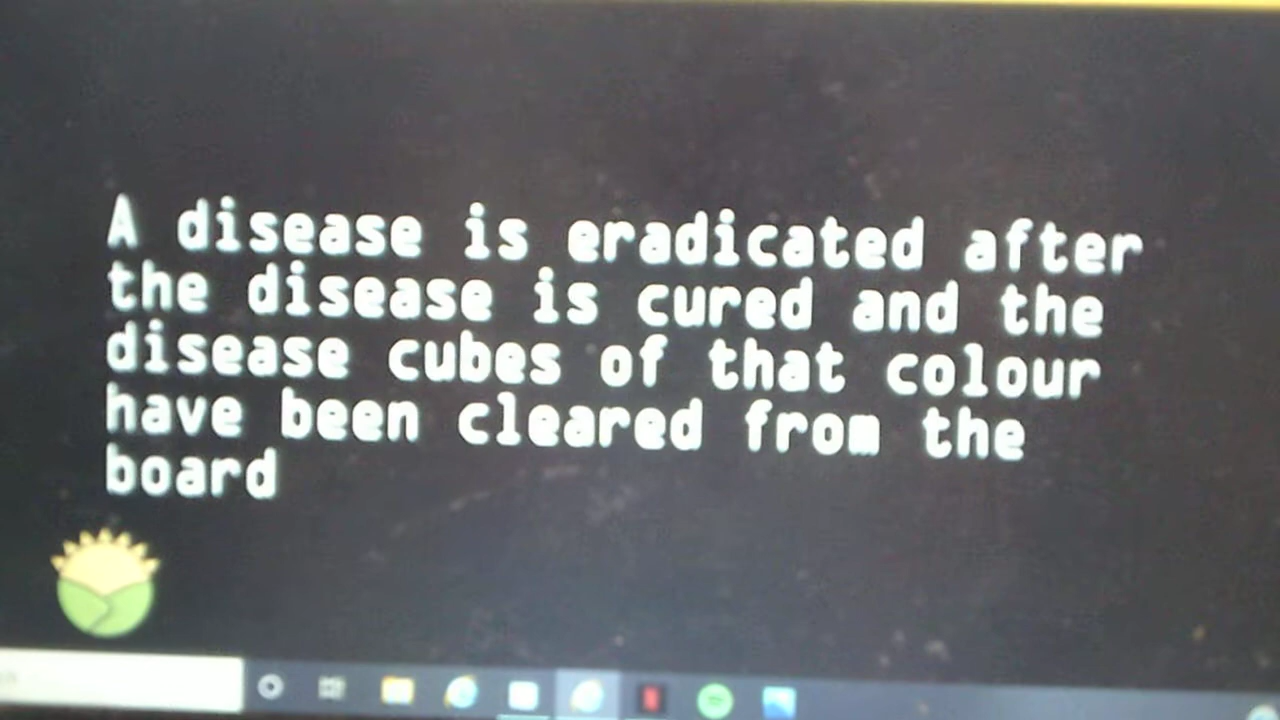 A disease is eradicated after
the disease is cured and the
disease cubes of that colour
have been cleared from the
board